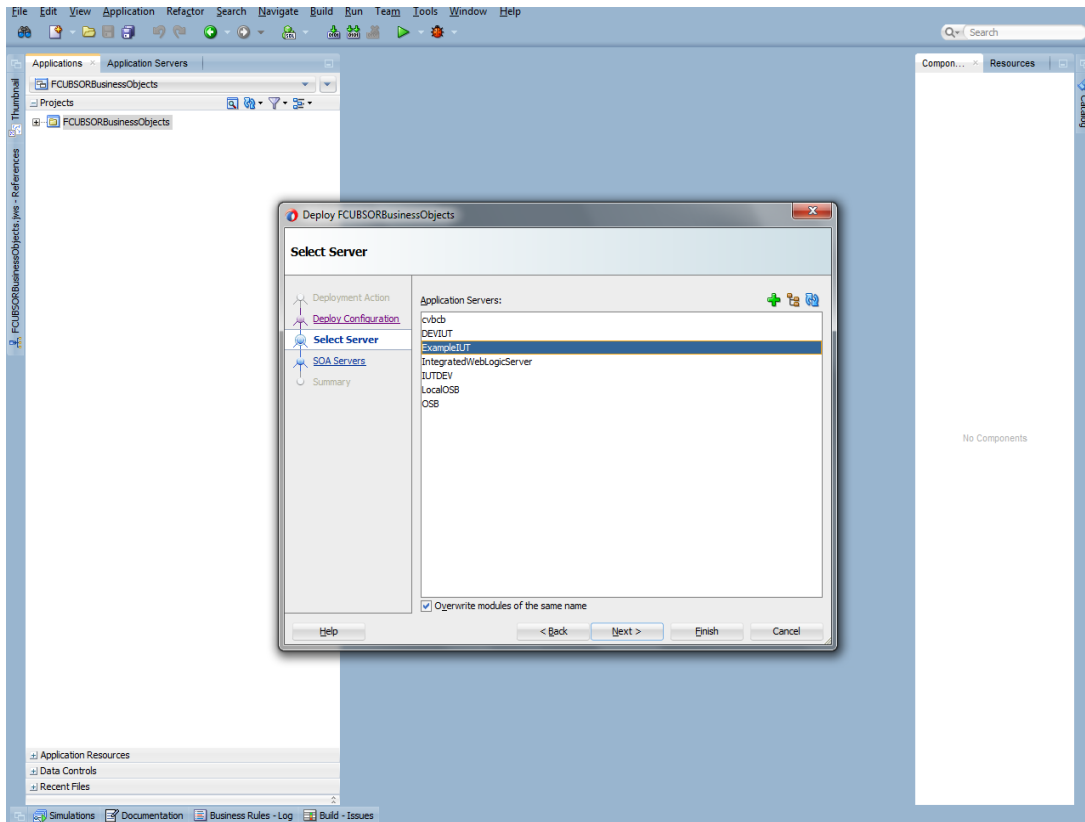 File Edit View Application Refactor Search Navigate Build Run Team Tools Window Help
Search
Applications Application Servers
Compon... Resources
Thumbnail
FCUBSORBusinessObjects
Projects
FCUBSORBusinessObjects
FCUBSORBusinessObjects.jws - References
Catalog
Deploy FCUBSORBusinessObjects
Select Server
Deployment Action
Deploy Configuration
Select Server
SOA Servers
Summary
Application Servers:
cvbcb
DEVIUT
ExampleIUT
IntegratedWebLogicServer
IUTDEV
LocalOSB
OSB
No Components
Overwrite modules of the same name
Help < Back Next > Finish Cancel
Application Resources
Data Controls
Recent Files
Simulations Documentation Business Rules - Log Build - Issues